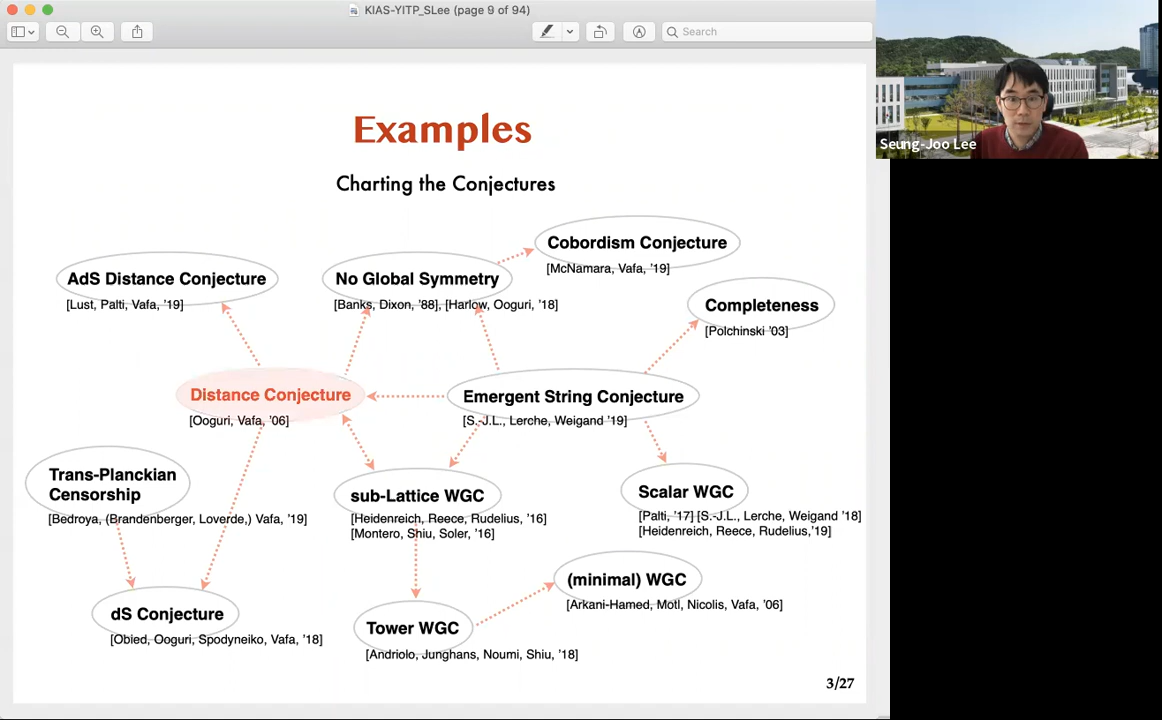 KIAS-YITP_SLee (page 9 of 94)
Search
Seung-Joo Lee
Examples
Charting the Conjectures
Cobordism Conjecture
[McNamara, Vafa, '19]
AdS Distance Conjecture
[Lust, Palti, Vafa, '19]
No Global Symmetry
[Banks, Dixon, '88], [Harlow, Ooguri, '18]
Completeness
[Polchinski '03]
Distance Conjecture
[Ooguri, Vafa, '06]
Emergent String Conjecture
[S.-J.L., Lerche, Weigand '19]
Trans-Planckian
Censorship
[Bedroya, (Brandenberger, Loverde,) Vafa, '19]
sub-Lattice WGC
[Heidenreich, Reece, Rudelius, '16]
[Montero, Shiu, Soler, '16]
Scalar WGC
[Palti, '17] [S.-J.L., Lerche, Weigand '18]
[Heidenreich, Reece, Rudelius,'19]
(minimal) WGC
[Arkani-Hamed, Motl, Nicolis, Vafa, '06]
dS Conjecture
[Obied, Ooguri, Spodyneiko, Vafa, '18]
Tower WGC
[Andriolo, Junghans, Noumi, Shiu, '18]
3/27